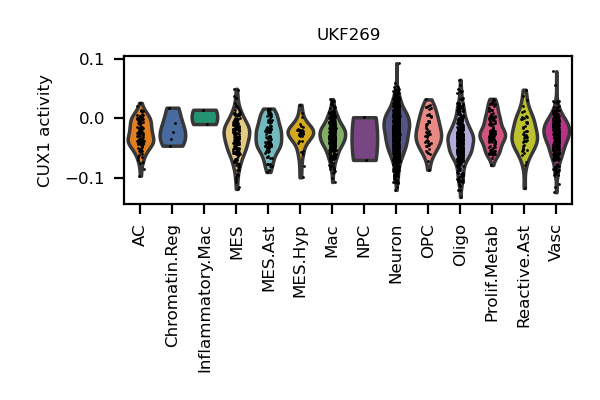 UKF269
CUX1 activity
0.1
0.0
−0.1
AC
Chromatin.Reg
Inflammatory.Mac
MES
MES.Ast
MES.Hyp
Mac
NPC
Neuron
OPC
Oligo
Prolif.Metab
Reactive.Ast
Vasc